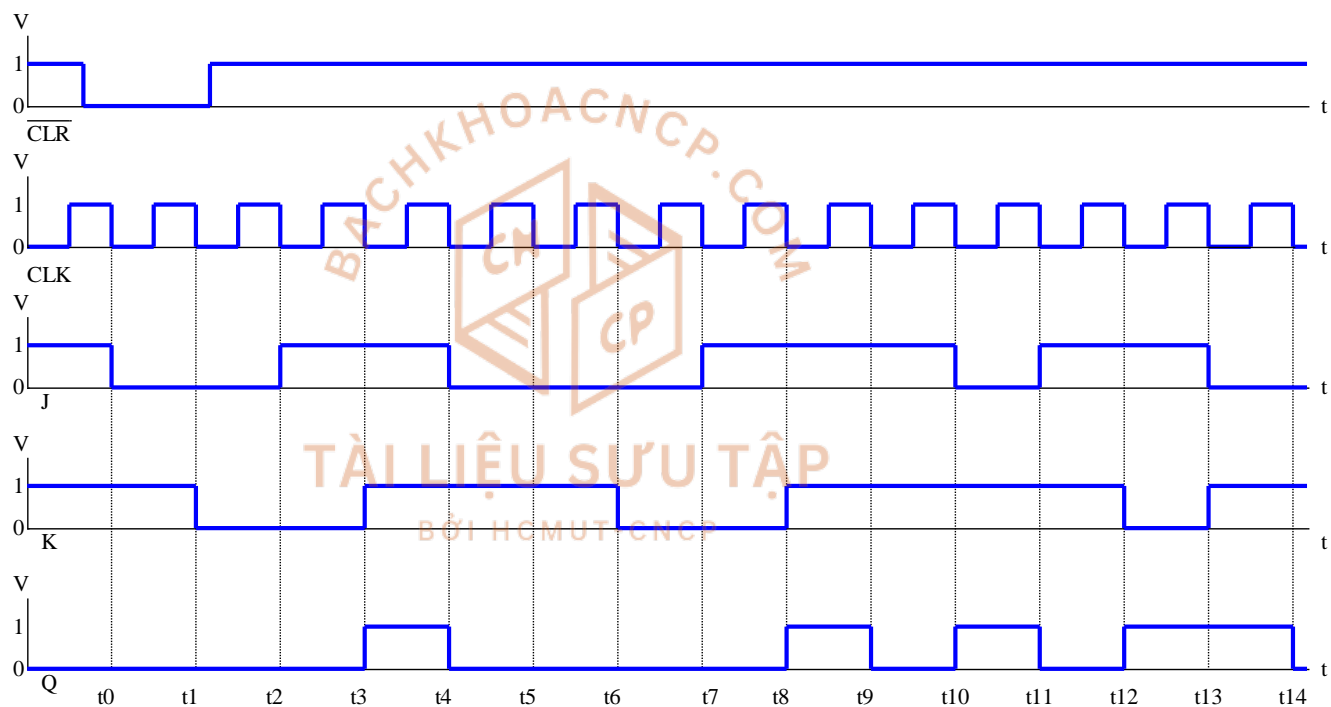 V
1
0
t
CLR
BACHKHOACNCP.COM
V
1
0
t
CLK
CN
CP
V
1
0
t
J
TÀI LIỆU SƯU TẬP
V
1
0
BỞI HCMUT-CNCP
t
K
V
1
0
t
Q
t0 t1 t2 t3 t4 t5 t6 t7 t8 t9 t10 t11 t12 t13 t14